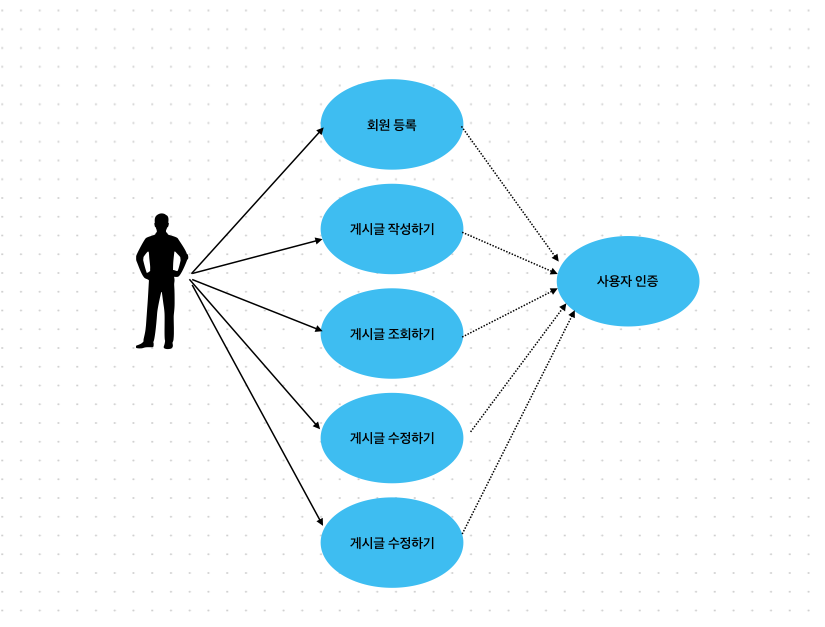 회원 등록
게시글 작성하기
게시글 조회하기
게시글 수정하기
게시글 수정하기
사용자 인증